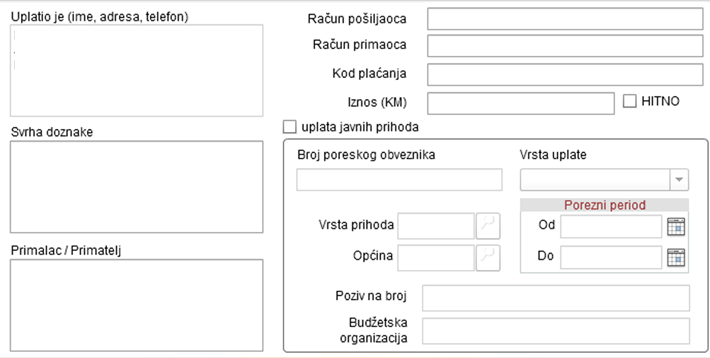 Uplatio je (ime, adresa, telefon)
Svrha doznake
Primalac / Primatelj
Račun pošiljaoca
Račun primaoca
Kod plaćanja
Iznos (KM)
HITNO
uplata javnih prihoda
Broj poreskog obveznika
Vrsta uplate
Vrsta prihoda
Općina
Porezni period
Od
Do
Poziv na broj
Budžetska
organizacija